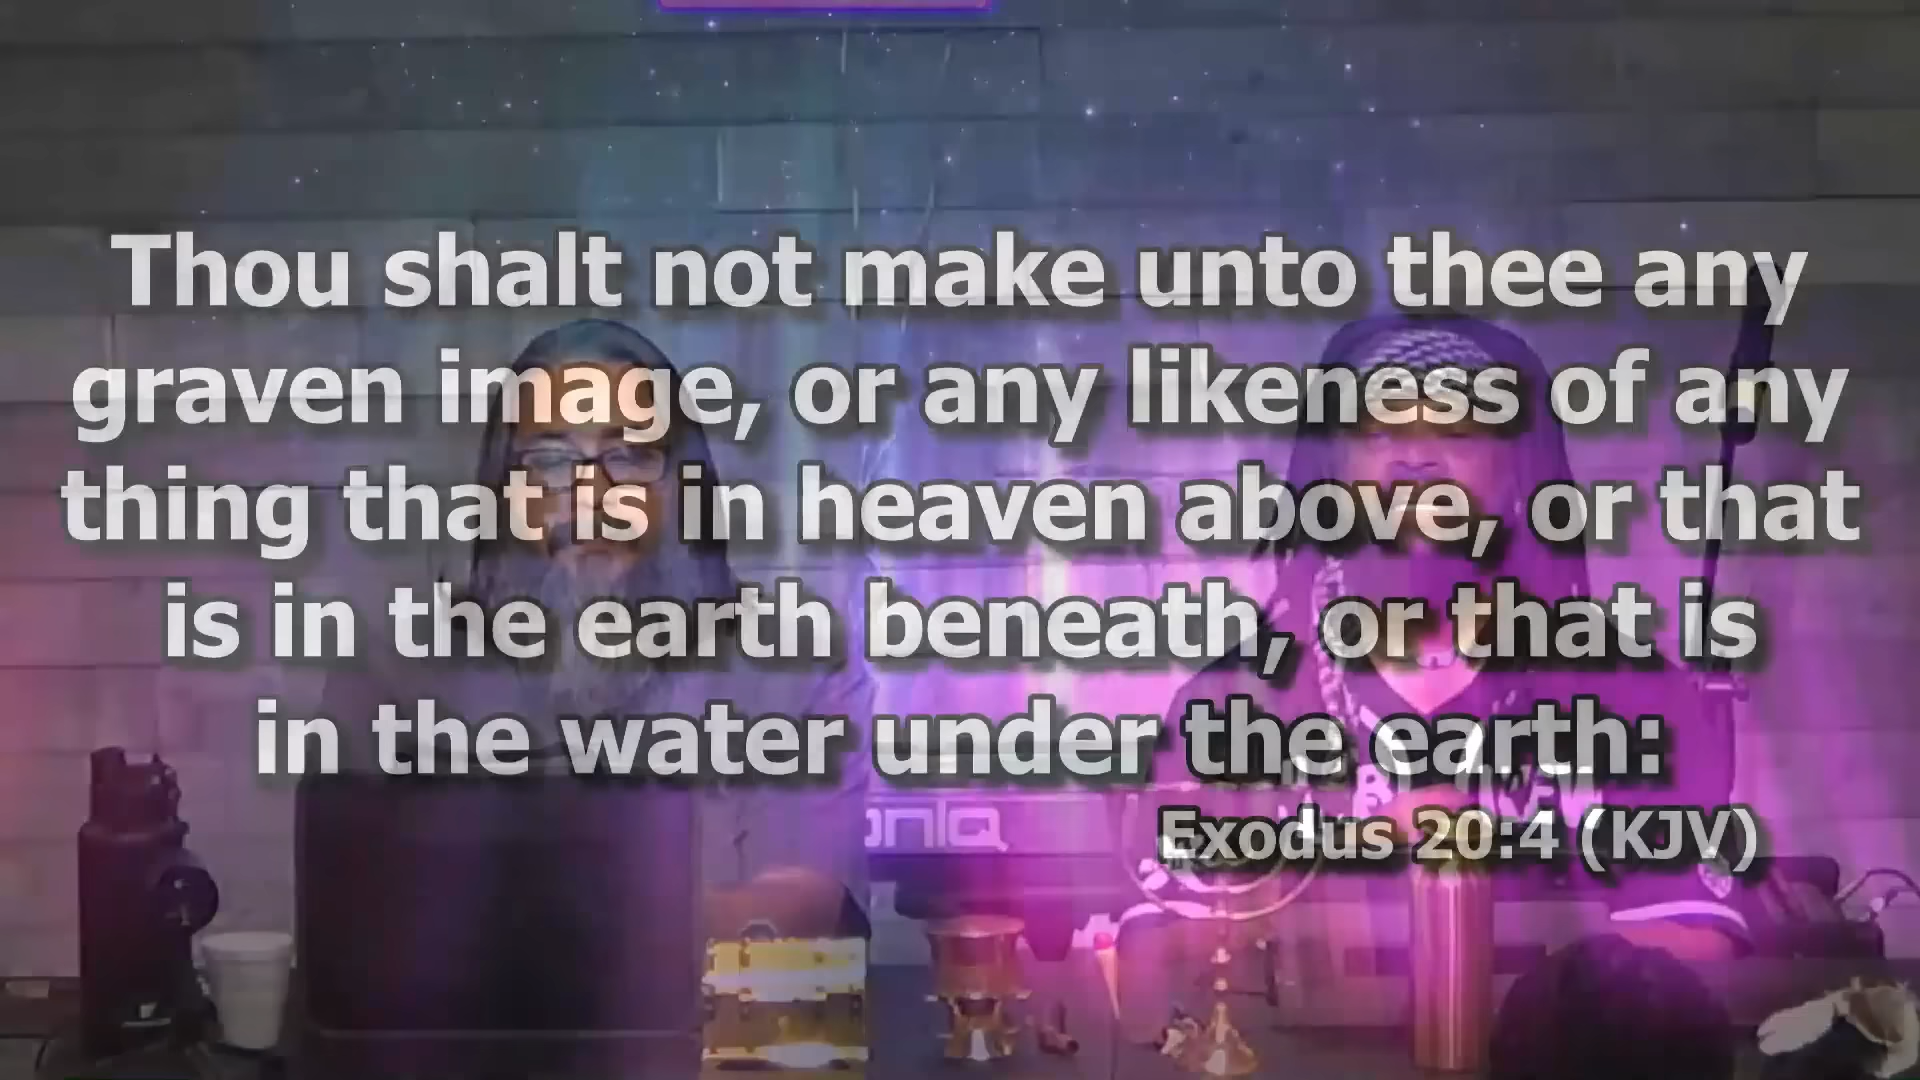 Thou shalt not make unto thee any
graven image, or any likeness of any
thing that is in heaven above, or that
is in the earth beneath, or that is
in the water under the earth:
Exodus 20:4 (KJV)